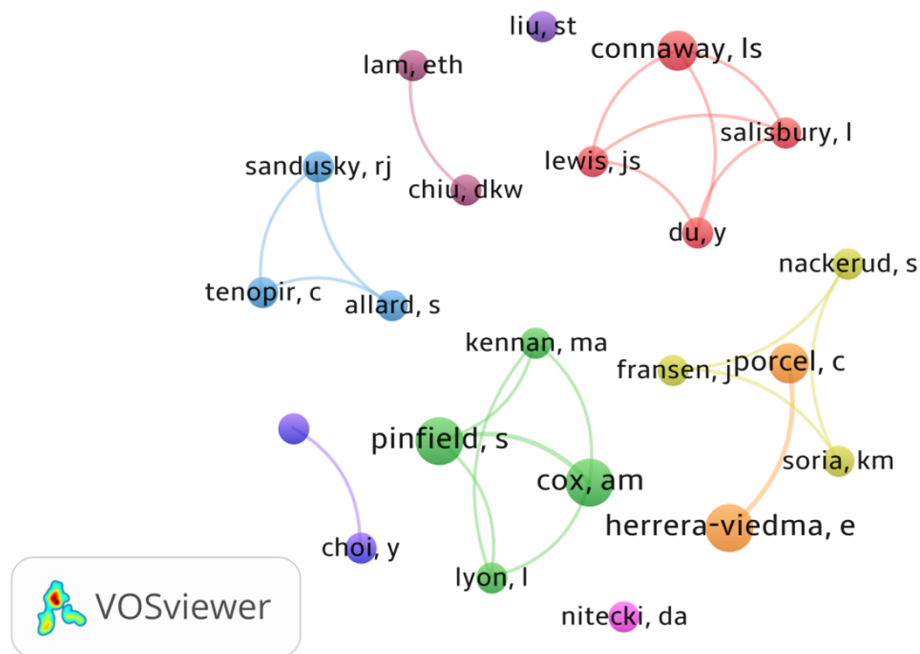 liu, st
connaway, ls
lam, eth
salisbury, l
lewis, js
sandusky, rj
chiu, dkw
du, y
nackerud, s
tenopir, c
allard, s
kennan, ma
fransen, j
porcel, c
pinfield, s
soria, km
cox, am
herrera-viedma, e
choi, y
lyon, l
nitecki, da
VOSviewer